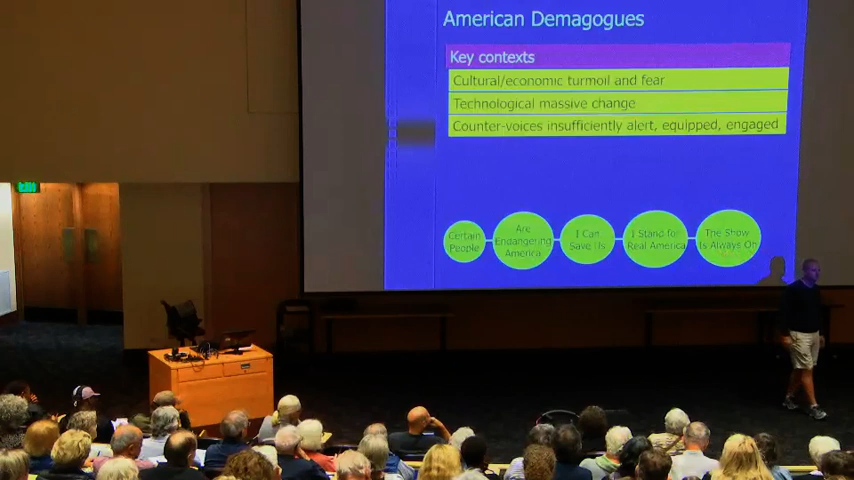 American Demagogues
Key contexts
Cultural/economic turmoil and fear
Technological massive change
Counter-voices insufficiently alert, equipped, engaged
Certain
People
Are
Endangering
America
I Can
Save Us
I Stand for
Real America
The Show
Is Always On